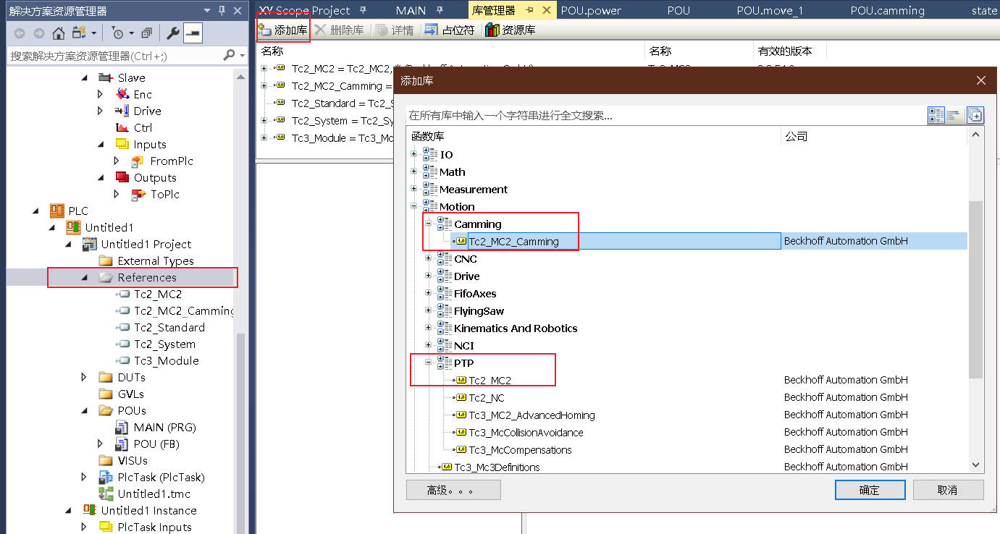 解决方案资源管理器
搜索解决方案资源管理器(Ctrl+;)
Slave
Enc
Drive
Ctrl
Inputs
FromPlc
Outputs
ToPlc
PLC
Untitled1
Untitled1 Project
External Types
References
Tc2_MC2
Tc2_MC2_Camming
Tc2_Standard
Tc2_System
Tc3_Module
DUTs
GVLs
POUs
MAIN (PRG)
POU (FB)
VISUs
PlcTask (PlcTask)
Untitled1.tmc
Untitled1 Instance
PlcTask Inputs
XY Scope Project MAIN 库管理器 POU.power POU POU.move_1 POU.camming state
添加库 删除库 详情 占位符 资源库
名称 名称 有效的版本
Tc2_MC2 = Tc2_MC2, * (Beckhoff Automation GmbH)
Tc2_MC2_Camming =
Tc2_Standard = Tc2_S
Tc2_System = Tc2_Sy
Tc3_Module = Tc3_Mo
添加库
在所有库中输入一个字符串进行全文搜索...
函数库 公司
IO
Math
Measurement
Motion
Camming
Tc2_MC2_Camming Beckhoff Automation GmbH
CNC
Drive
FifoAxes
FlyingSaw
Kinematics And Robotics
NCI
PTP
Tc2_MC2 Beckhoff Automation GmbH
Tc2_NC Beckhoff Automation GmbH
Tc3_MC2_AdvancedHoming Beckhoff Automation GmbH
Tc3_McCollisionAvoidance Beckhoff Automation GmbH
Tc3_McCompensations Beckhoff Automation GmbH
Tc3_Mc3Definitions Beckhoff Automation GmbH
高级。。。 确定 取消